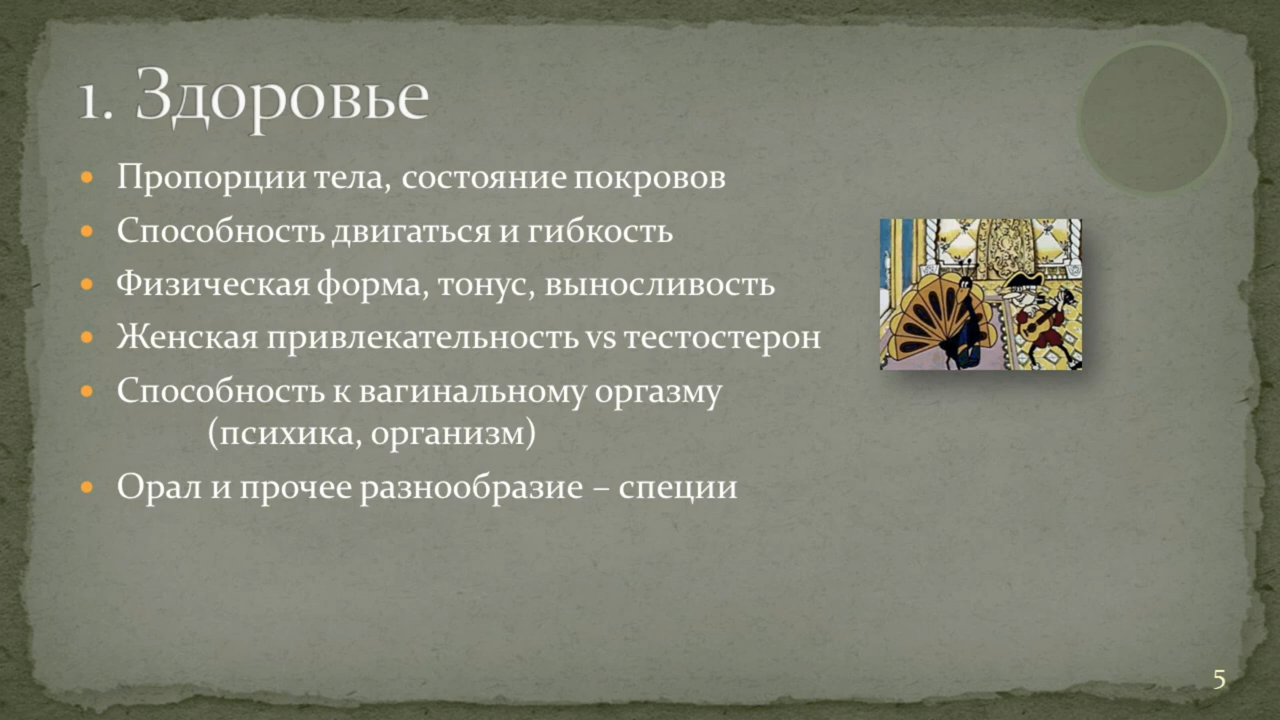 1. Здоровье
• Пропорции тела, состояние покровов
• Способность двигаться и гибкость
• Физическая форма, тонус, выносливость
• Женская привлекательность vs тестостерон
• Способность к вагинальному оргазму
(психика, организм)
• Орал и прочее разнообразие – специи
5